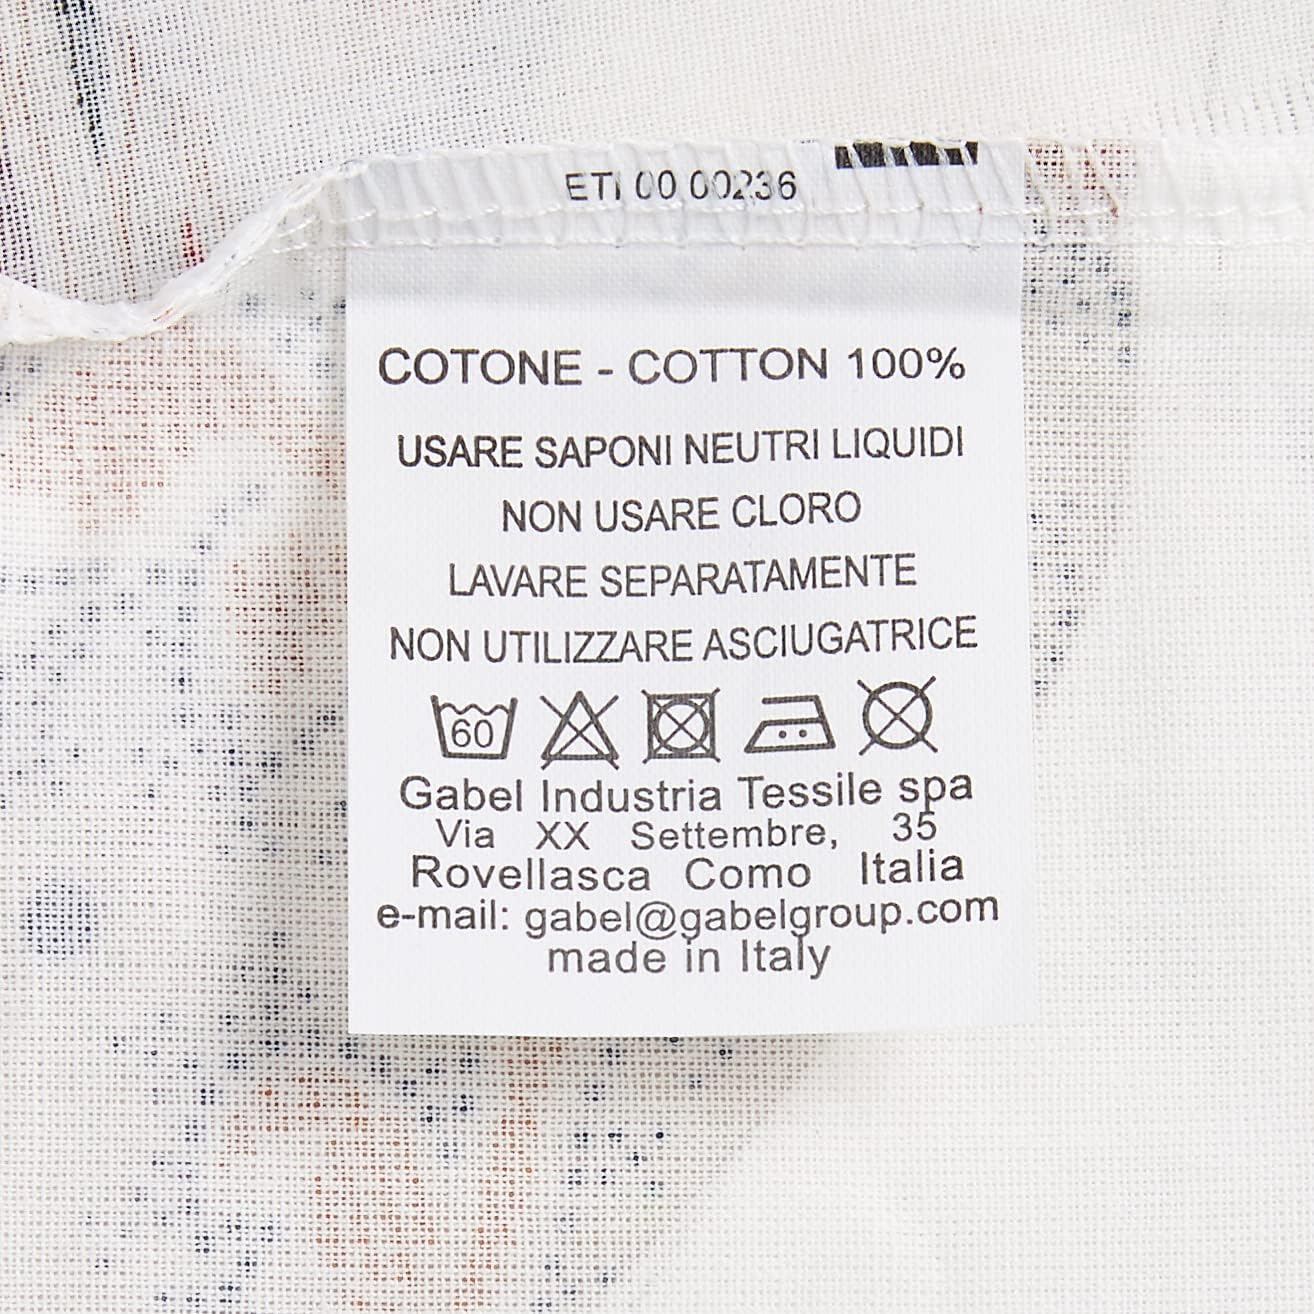 ETI 00 00236
COTONE - COTTON 100%
USARE SAPONI NEUTRI LIQUIDI
NON USARE CLORO
LAVARE SEPARATAMENTE
NON UTILIZZARE ASCIUGATRICE
60
Gabel Industria Tessile spa
Via XX Settembre, 35
Rovellasca Como Italia
e-mail: gabel@gabelgroup.com
made in Italy